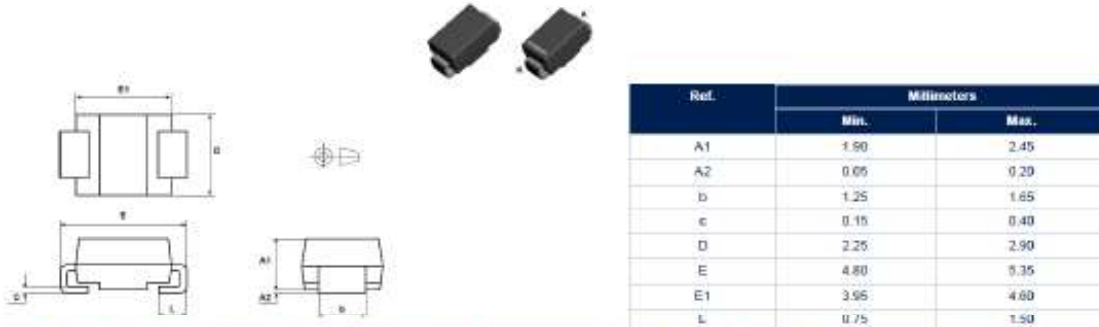 A
K
E1
D
E
A1
C
L
A2
b
Ref. Millimeters
Min. Max.
A1 1.90 2.45
A2 0.05 0.20
b 1.25 1.65
c 0.15 0.40
D 2.25 2.90
E 4.80 5.35
E1 3.95 4.60
L 0.75 1.50